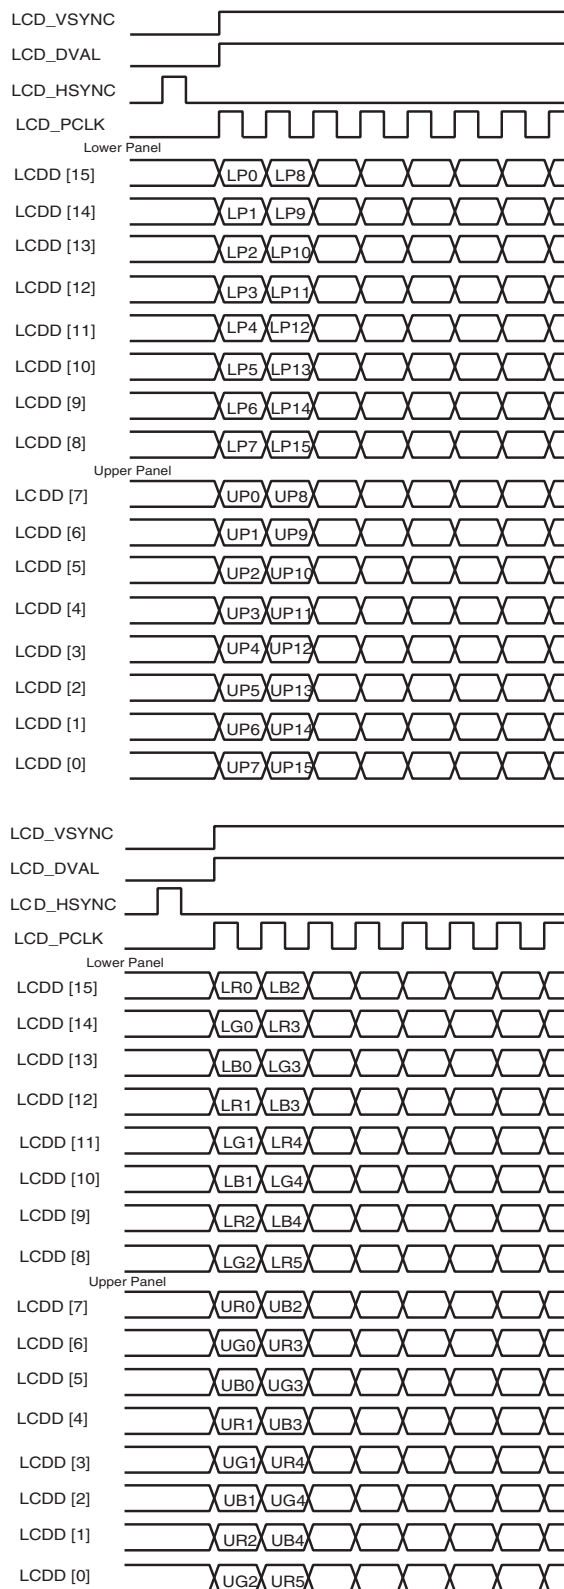 LCD_VSYNC
LCD_DVAL
LCD_HSYNC
LCD_PCLK
Lower Panel
LCDD [15] LP0 LP8
LCDD [14] LP1 LP9
LCDD [13] LP2 LP10
LCDD [12] LP3 LP11
LCDD [11] LP4 LP12
LCDD [10] LP5 LP13
LCDD [9] LP6 LP14
LCDD [8] LP7 LP15
Upper Panel
LCDD [7] UP0 UP8
LCDD [6] UP1 UP9
LCDD [5] UP2 UP10
LCDD [4] UP3 UP11
LCDD [3] UP4 UP12
LCDD [2] UP5 UP13
LCDD [1] UP6 UP14
LCDD [0] UP7 UP15
LCD_VSYNC
LCD_DVAL
LCD_HSYNC
LCD_PCLK
Lower Panel
LCDD [15] LR0 LB2
LCDD [14] LG0 LR3
LCDD [13] LB0 LG3
LCDD [12] LR1 LB3
LCDD [11] LG1 LR4
LCDD [10] LB1 LG4
LCDD [9] LR2 LB4
LCDD [8] LG2 LR5
Upper Panel
LCDD [7] UR0 UB2
LCDD [6] UG0 UR3
LCDD [5] UB0 UG3
LCDD [4] UR1 UB3
LCDD [3] UG1 UR4
LCDD [2] UB1 UG4
LCDD [1] UR2 UB4
LCDD [0] UG2 UR5